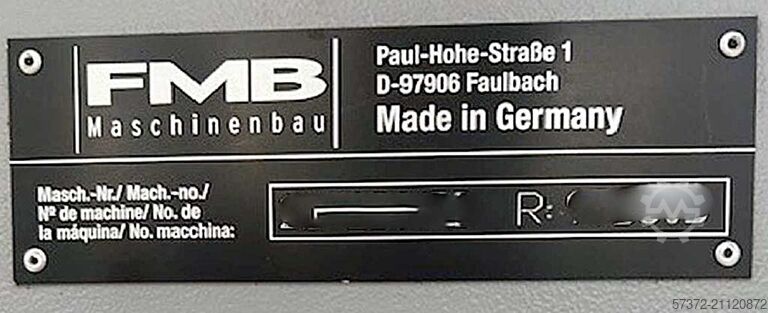 FMB
Maschinenbau
Paul-Hohe-Straße 1
D-97906 Faulbach
Made in Germany
Masch.-Nr./ Mach.-no./
Nº de machine/ No. de
la máquina/ No. macchina:
R:
57372-21120872